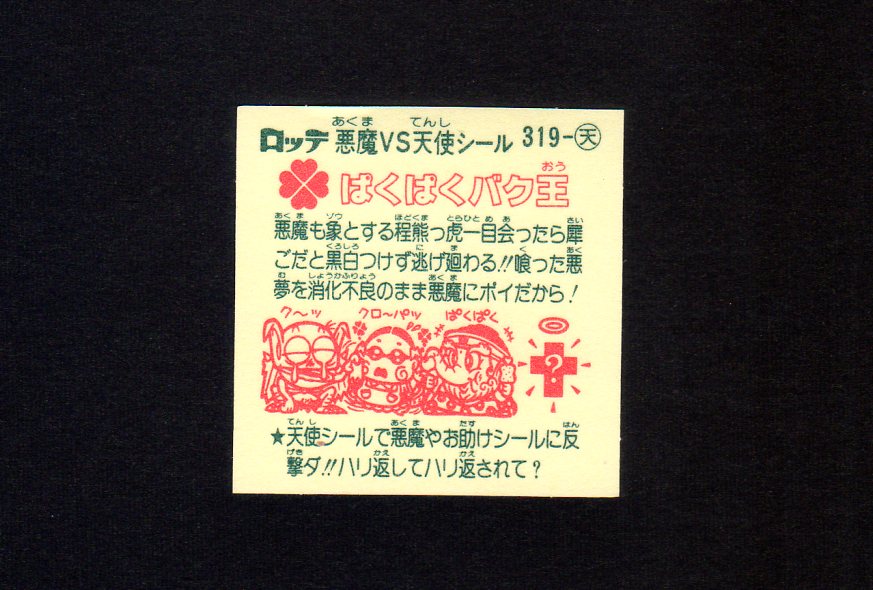 ロッテ 悪魔VS天使シール 319-天
ぱくぱくバク王
悪魔も象とする程熊っ虎一目会ったら犀
ごだと黒白つけず逃げ廻わる!!喰った悪
夢を消化不良のまま悪魔にポイだから!
ク〜ッ クロ〜バッ ぱくぱく
?
★天使シールで悪魔やお助けシールに反
撃ダ!!ハリ返してハリ返されて?